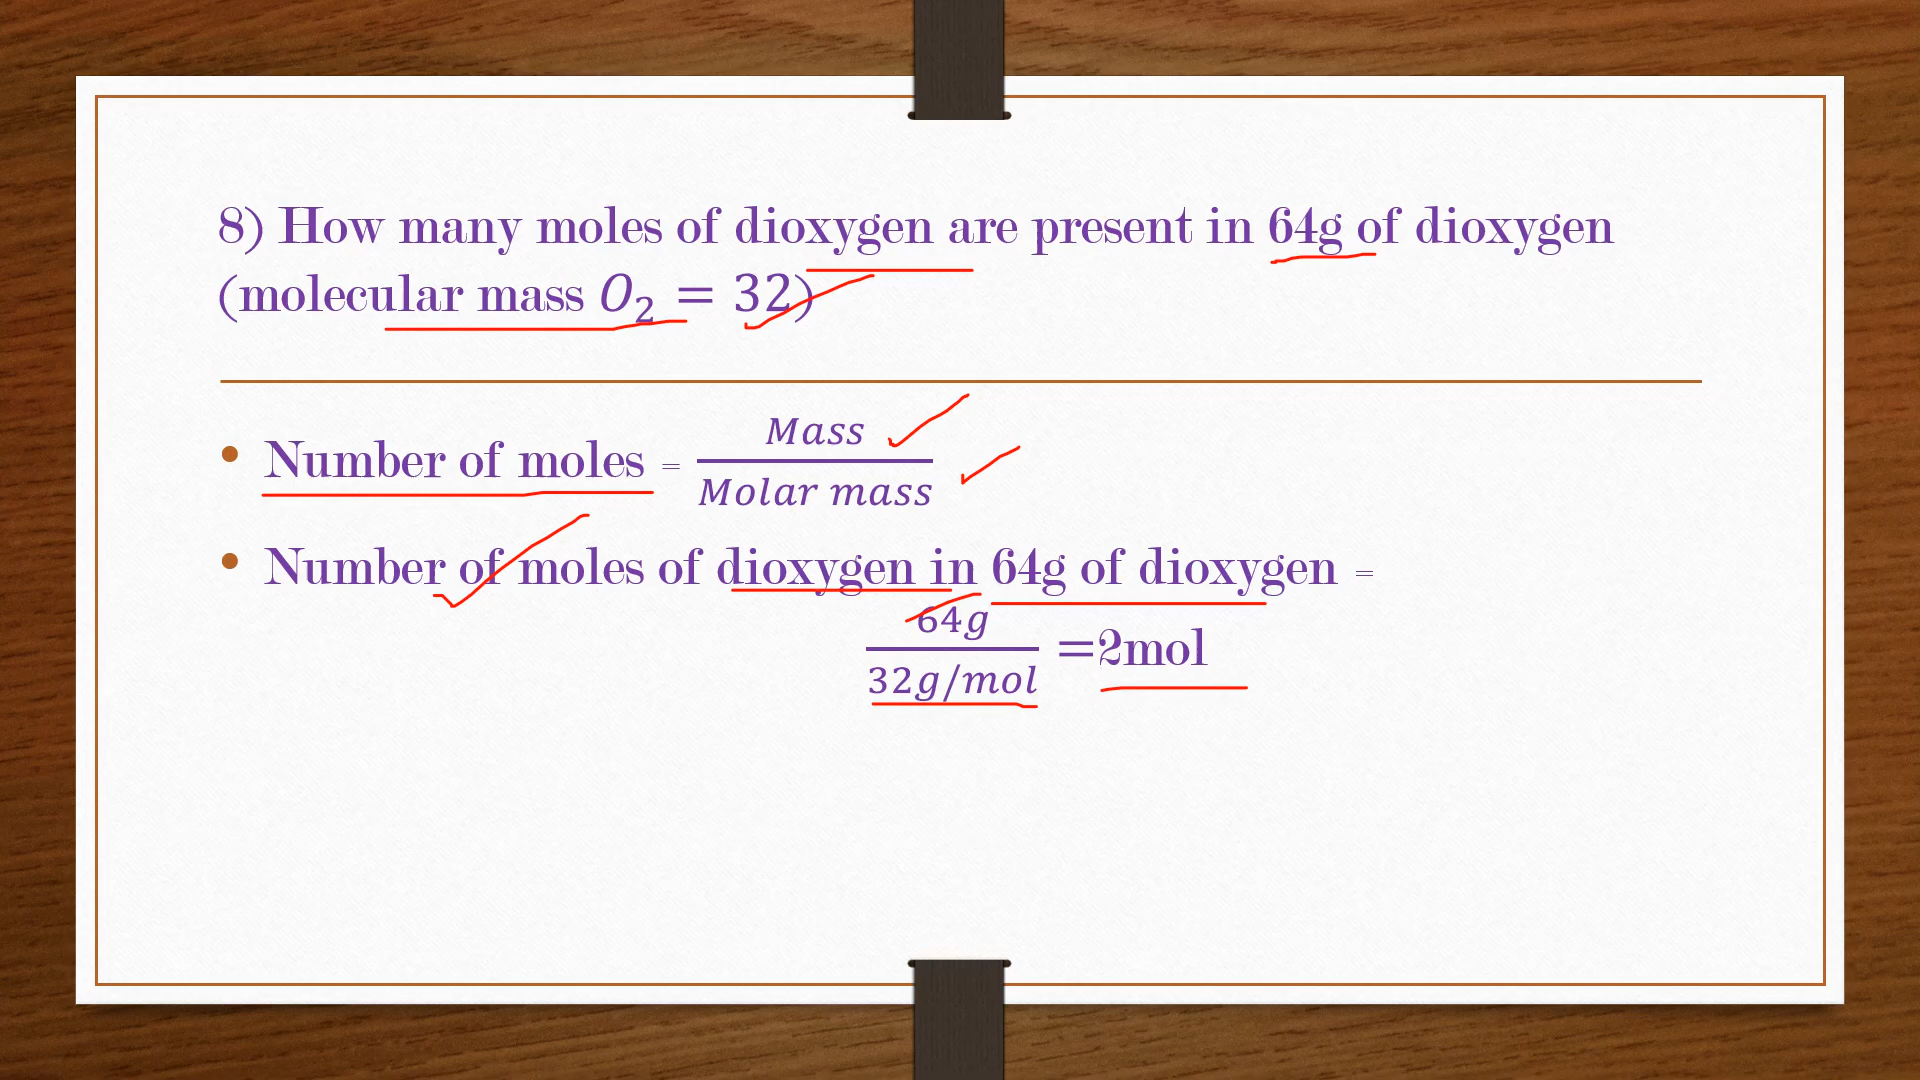 8) How many moles of dioxygen are present in 64g of dioxygen
(molecular mass O₂ = 32)
• Number of moles = Mass / Molar mass
• Number of moles of dioxygen in 64g of dioxygen =
64g / 32g/mol =2mol